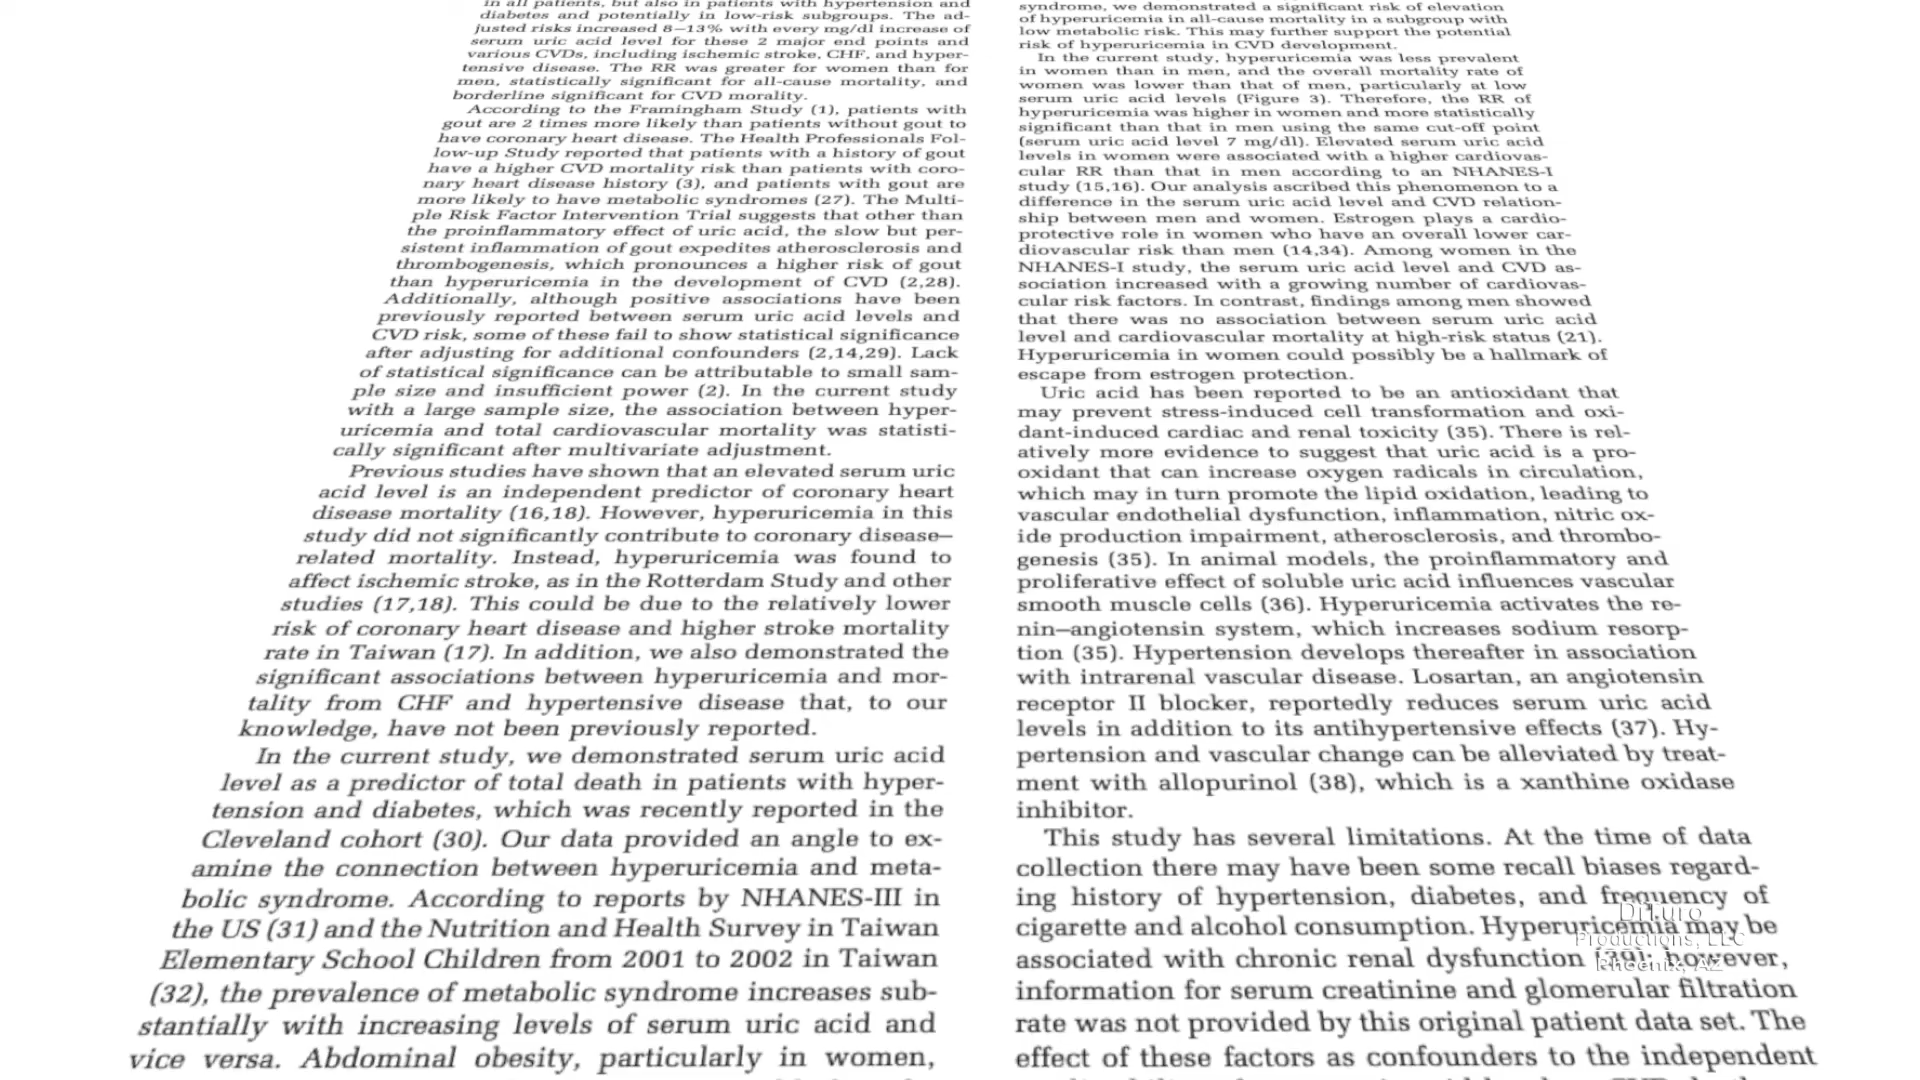 in all patients, but also in patients with hypertension and
diabetes and potentially in low-risk subgroups. The ad-
justed risks increased 8–13% with every mg/dl increase of
serum uric acid level for these 2 major end points and
various CVDs, including ischemic stroke, CHF, and hyper-
tensive disease. The RR was greater for women than for
men, statistically significant for all-cause mortality, and
borderline significant for CVD morality.
According to the Framingham Study (1), patients with
gout are 2 times more likely than patients without gout to
have coronary heart disease. The Health Professionals Fol-
low-up Study reported that patients with a history of gout
have a higher CVD mortality risk than patients with coro-
nary heart disease history (3), and patients with gout are
more likely to have metabolic syndromes (27). The Multi-
ple Risk Factor Intervention Trial suggests that other than
the proinflammatory effect of uric acid, the slow but per-
sistent inflammation of gout expedites atherosclerosis and
thrombogenesis, which pronounces a higher risk of gout
than hyperuricemia in the development of CVD (2,28).
Additionally, although positive associations have been
previously reported between serum uric acid levels and
CVD risk, some of these fail to show statistical significance
after adjusting for additional confounders (2,14,29). Lack
of statistical significance can be attributable to small sam-
ple size and insufficient power (2). In the current study
with a large sample size, the association between hyper-
uricemia and total cardiovascular mortality was statisti-
cally significant after multivariate adjustment.
Previous studies have shown that an elevated serum uric
acid level is an independent predictor of coronary heart
disease mortality (16,18). However, hyperuricemia in this
study did not significantly contribute to coronary disease–
related mortality. Instead, hyperuricemia was found to
affect ischemic stroke, as in the Rotterdam Study and other
studies (17,18). This could be due to the relatively lower
risk of coronary heart disease and higher stroke mortality
rate in Taiwan (17). In addition, we also demonstrated the
significant associations between hyperuricemia and mor-
tality from CHF and hypertensive disease that, to our
knowledge, have not been previously reported.
In the current study, we demonstrated serum uric acid
level as a predictor of total death in patients with hyper-
tension and diabetes, which was recently reported in the
Cleveland cohort (30). Our data provided an angle to ex-
amine the connection between hyperuricemia and meta-
bolic syndrome. According to reports by NHANES-III in
the US (31) and the Nutrition and Health Survey in Taiwan
Elementary School Children from 2001 to 2002 in Taiwan
(32), the prevalence of metabolic syndrome increases sub-
stantially with increasing levels of serum uric acid and
vice versa. Abdominal obesity, particularly in women,
syndrome, we demonstrated a significant risk of elevation
of hyperuricemia in all-cause mortality in a subgroup with
low metabolic risk. This may further support the potential
risk of hyperuricemia in CVD development.
In the current study, hyperuricemia was less prevalent
in women than in men, and the overall mortality rate of
women was lower than that of men, particularly at low
serum uric acid levels (Figure 3). Therefore, the RR of
hyperuricemia was higher in women and more statistically
significant than that in men using the same cut-off point
(serum uric acid level 7 mg/dl). Elevated serum uric acid
levels in women were associated with a higher cardiovas-
cular RR than that in men according to an NHANES-I
study (15,16). Our analysis ascribed this phenomenon to a
difference in the serum uric acid level and CVD relation-
ship between men and women. Estrogen plays a cardio-
protective role in women who have an overall lower car-
diovascular risk than men (14,34). Among women in the
NHANES-I study, the serum uric acid level and CVD as-
sociation increased with a growing number of cardiovas-
cular risk factors. In contrast, findings among men showed
that there was no association between serum uric acid
level and cardiovascular mortality at high-risk status (21).
Hyperuricemia in women could possibly be a hallmark of
escape from estrogen protection.
Uric acid has been reported to be an antioxidant that
may prevent stress-induced cell transformation and oxi-
dant-induced cardiac and renal toxicity (35). There is rel-
atively more evidence to suggest that uric acid is a pro-
oxidant that can increase oxygen radicals in circulation,
which may in turn promote the lipid oxidation, leading to
vascular endothelial dysfunction, inflammation, nitric ox-
ide production impairment, atherosclerosis, and thrombo-
genesis (35). In animal models, the proinflammatory and
proliferative effect of soluble uric acid influences vascular
smooth muscle cells (36). Hyperuricemia activates the re-
nin–angiotensin system, which increases sodium resorp-
tion (35). Hypertension develops thereafter in association
with intrarenal vascular disease. Losartan, an angiotensin
receptor II blocker, reportedly reduces serum uric acid
levels in addition to its antihypertensive effects (37). Hy-
pertension and vascular change can be alleviated by treat-
ment with allopurinol (38), which is a xanthine oxidase
inhibitor.
This study has several limitations. At the time of data
collection there may have been some recall biases regard-
ing history of hypertension, diabetes, and frequency of
cigarette and alcohol consumption. Hyperuricemia may be
associated with chronic renal dysfunction (39); however,
information for serum creatinine and glomerular filtration
rate was not provided by this original patient data set. The
effect of these factors as confounders to the independent
DiTuro
Productions, LLC
Phoenix, AZ